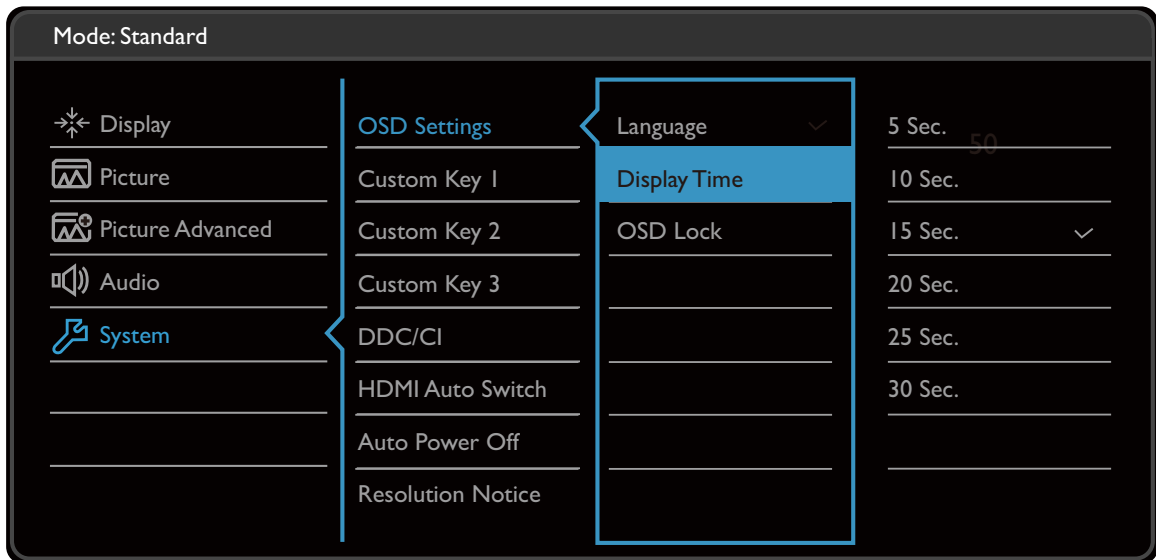 Mode: Standard
Display
Picture
Picture Advanced
Audio
System
OSD Settings
Custom Key 1
Custom Key 2
Custom Key 3
DDC/CI
HDMI Auto Switch
Auto Power Off
Resolution Notice
Language
Display Time
OSD Lock
5 Sec.
50
10 Sec.
15 Sec.
20 Sec.
25 Sec.
30 Sec.